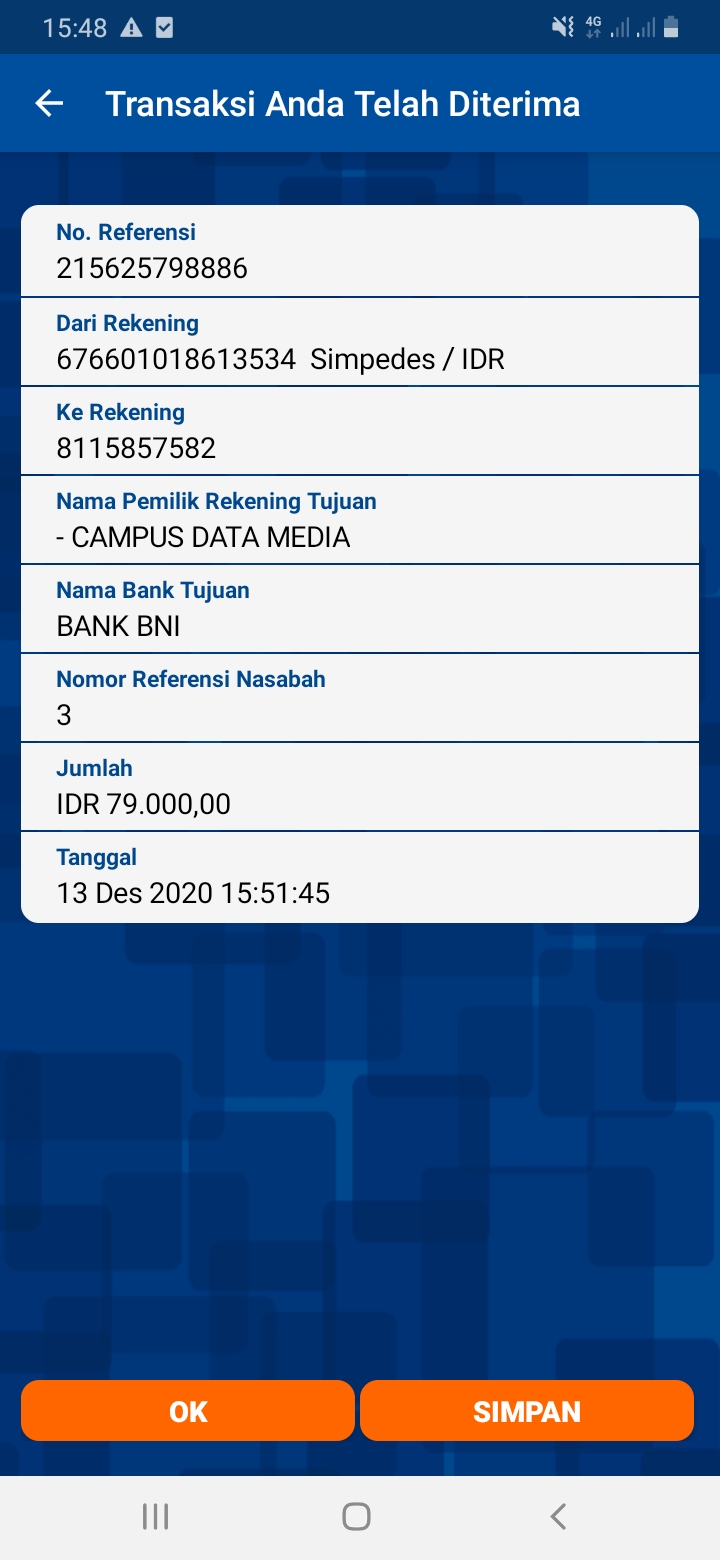 15:48
4G
Transaksi Anda Telah Diterima
No. Referensi
215625798886
Dari Rekening
676601018613534  Simpedes / IDR
Ke Rekening
8115857582
Nama Pemilik Rekening Tujuan
- CAMPUS DATA MEDIA
Nama Bank Tujuan
BANK BNI
Nomor Referensi Nasabah
3
Jumlah
IDR 79.000,00
Tanggal
13 Des 2020 15:51:45
OK
SIMPAN